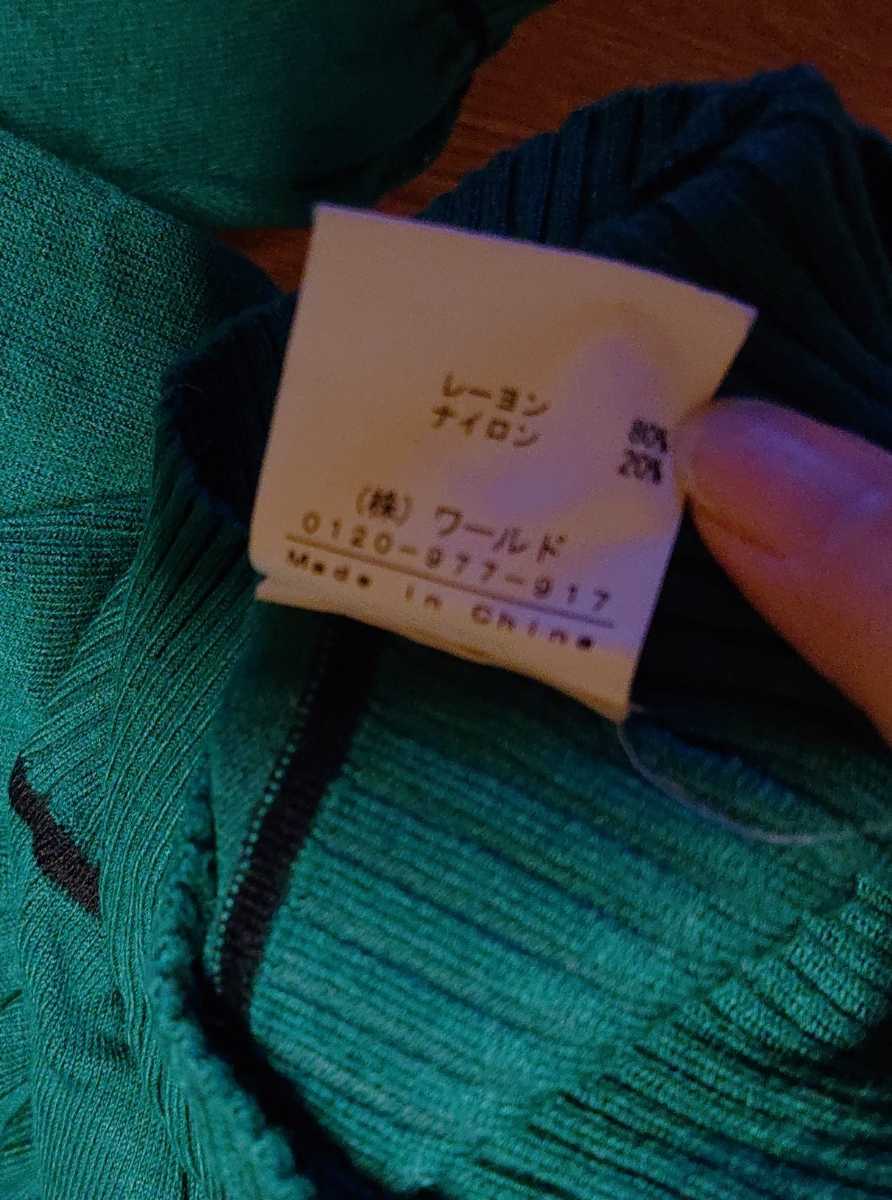 レーヨン 80%
ナイロン 20%
(株) ワールド
0120-977-917
Made in China